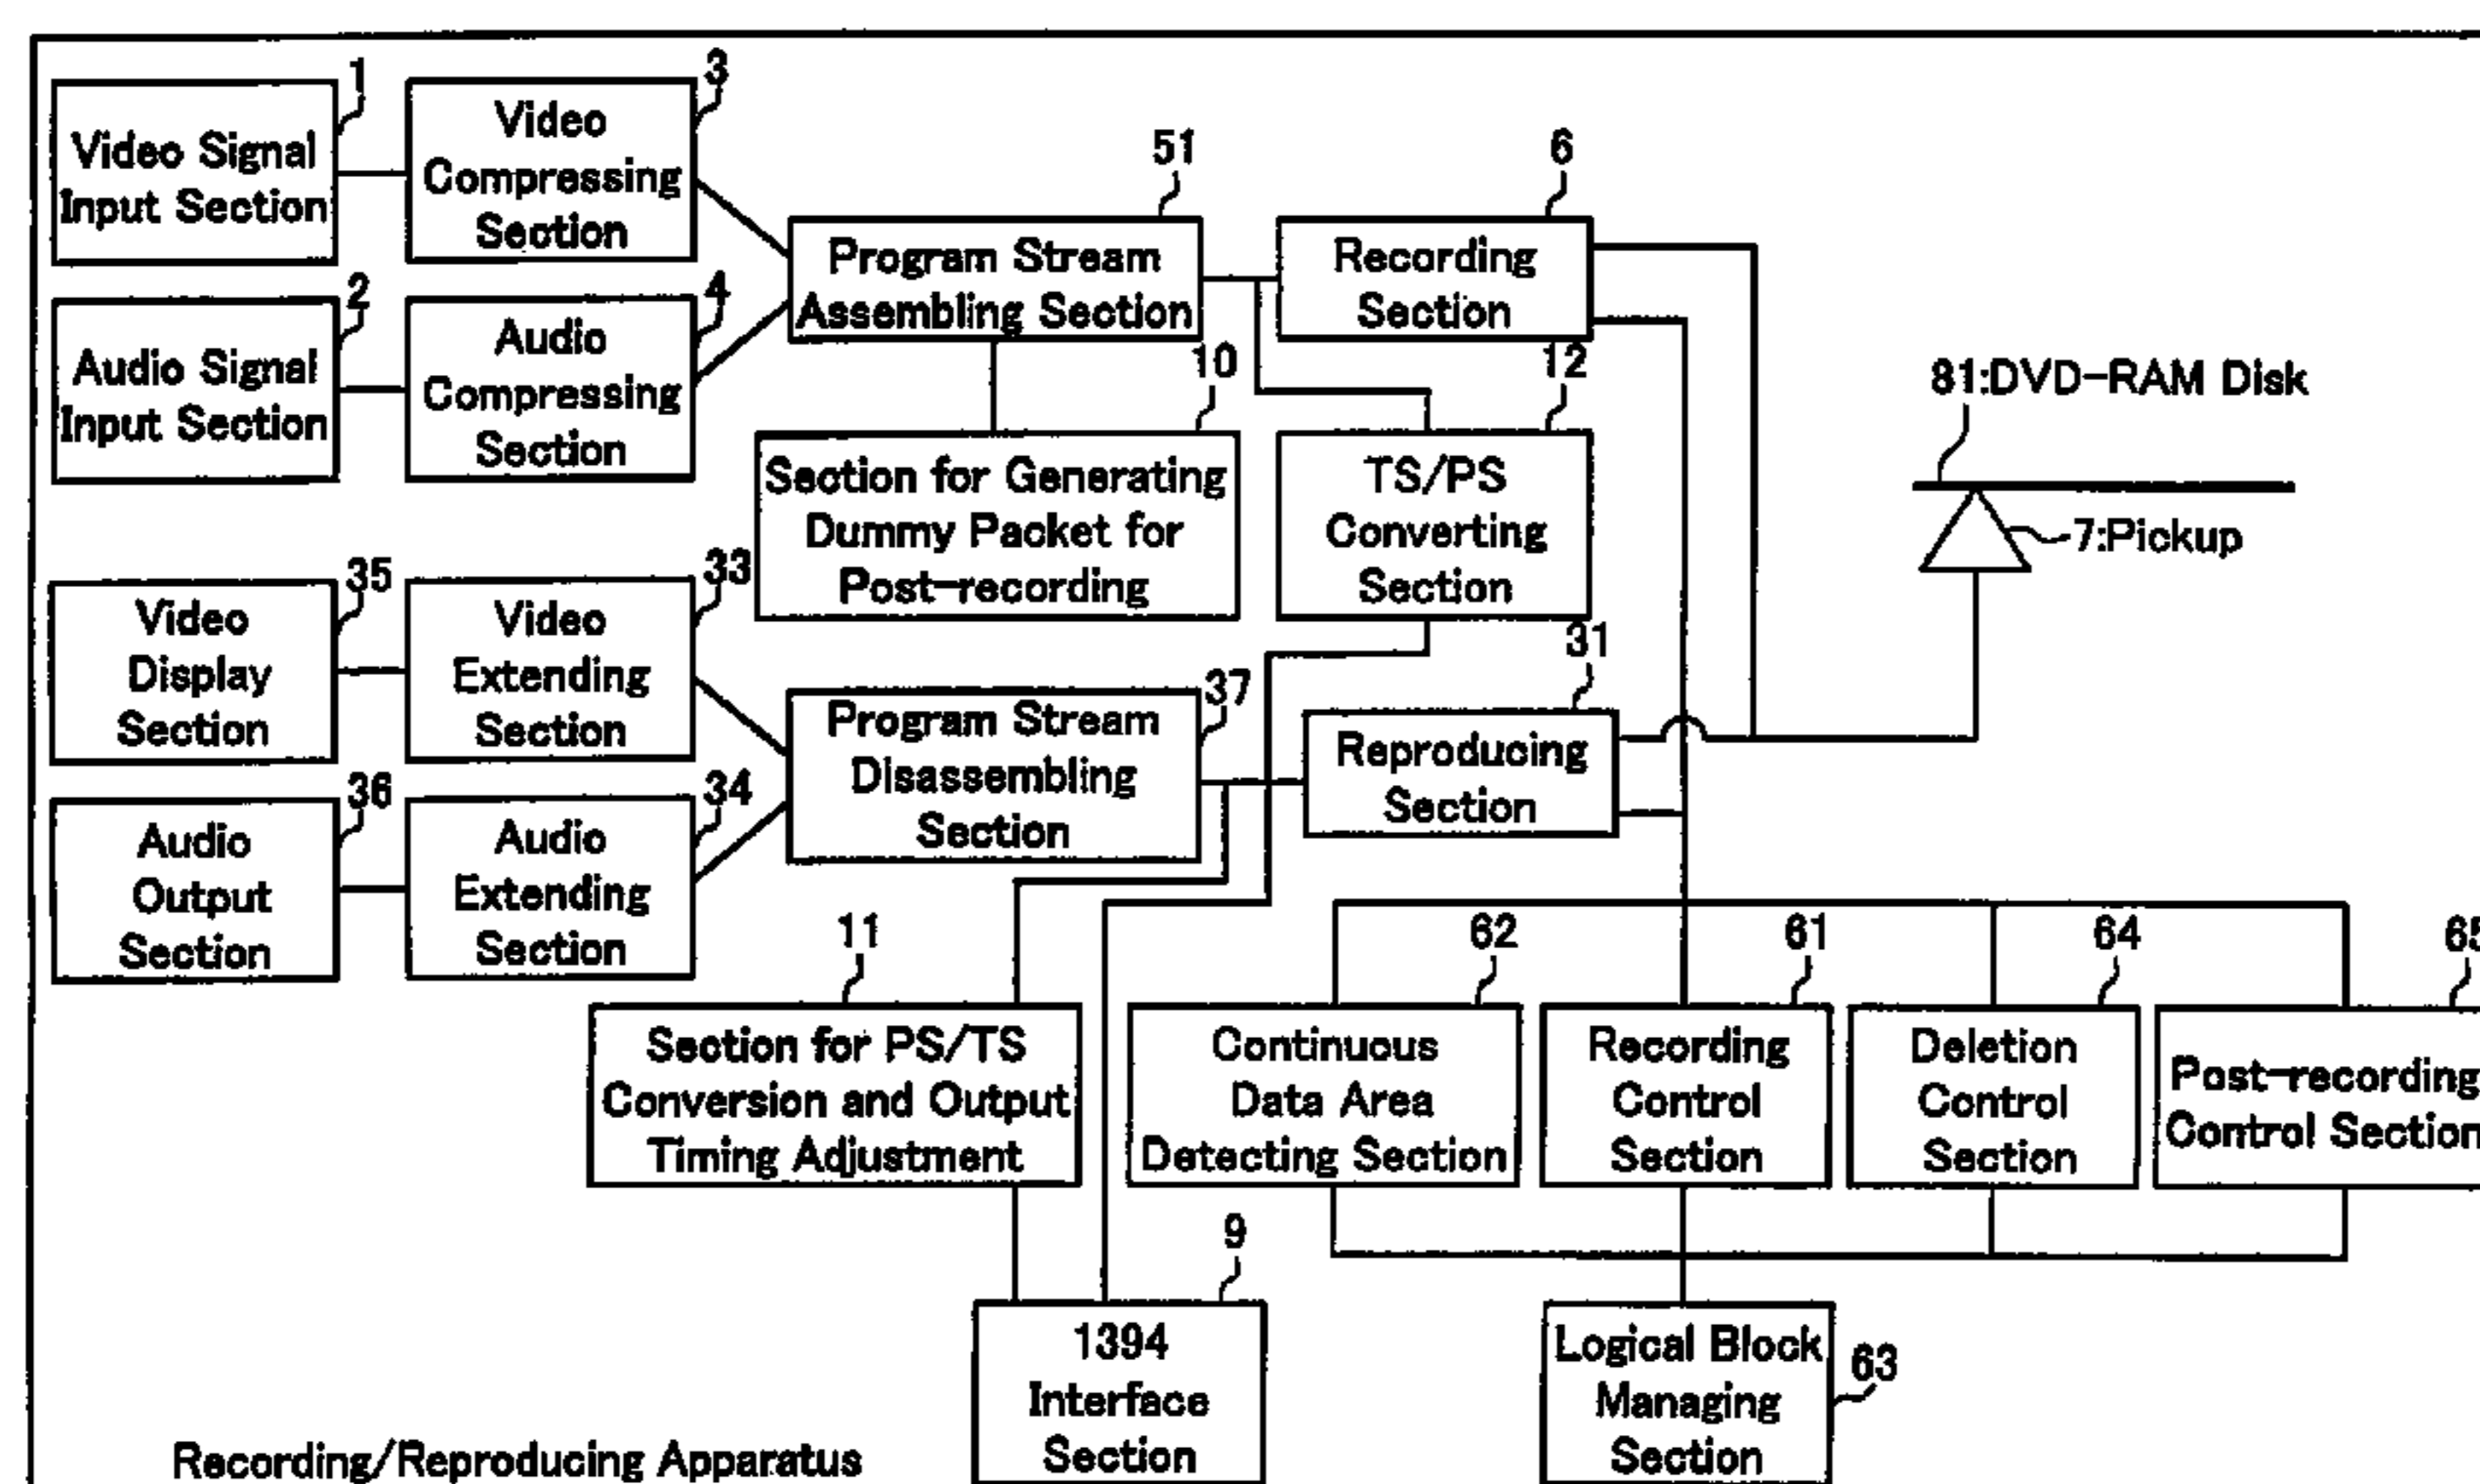 1
Video Signal
Input Section
3
Video
Compressing
Section
2
Audio Signal
Input Section
4
Audio
Compressing
Section
51
Program Stream
Assembling Section
6
Recording
Section
10
Section for Generating
Dummy Packet for
Post-recording
12
TS/PS
Converting
Section
81:DVD-RAM Disk
7:Pickup
35
Video
Display
Section
33
Video
Extending
Section
37
Program Stream
Disassembling
Section
31
Reproducing
Section
36
Audio
Output
Section
34
Audio
Extending
Section
11
Section for PS/TS
Conversion and Output
Timing Adjustment
62
Continuous
Data Area
Detecting Section
61
Recording
Control
Section
64
Deletion
Control
Section
65
Post-recording
Control Section
9
1394
Interface
Section
Logical Block
Managing
Section
63
Recording/Reproducing Apparatus